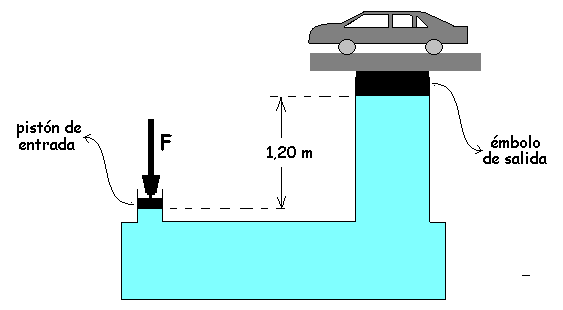 pistón de
entrada
F
1,20 m
émbolo
de salida